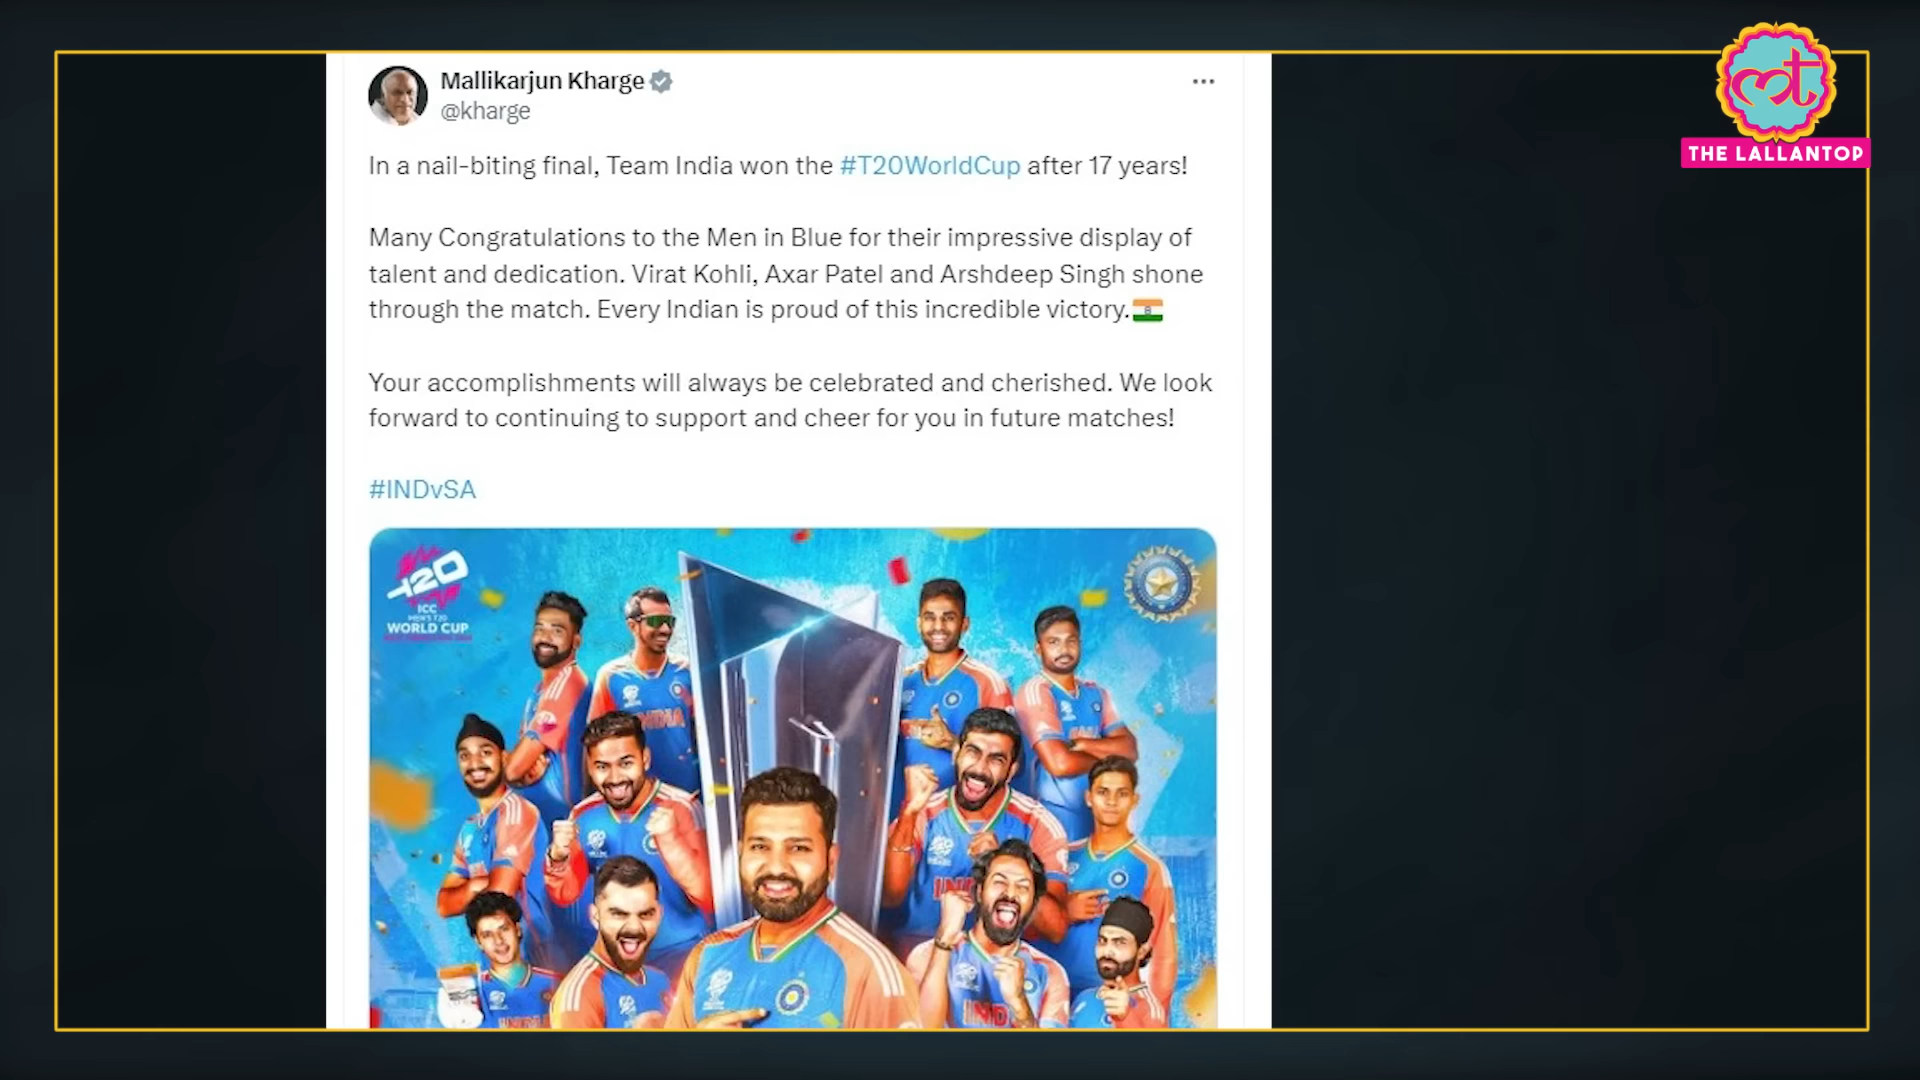 Mallikarjun Kharge
@kharge
In a nail-biting final, Team India won the #T20WorldCup after 17 years!
Many Congratulations to the Men in Blue for their impressive display of
talent and dedication. Virat Kohli, Axar Patel and Arshdeep Singh shone
through the match. Every Indian is proud of this incredible victory.
Your accomplishments will always be celebrated and cherished. We look
forward to continuing to support and cheer for you in future matches!
#INDvSA
T20
ICC
MEN'S T20
WORLD CUP
INDIA
IND
THE LALLANTOP